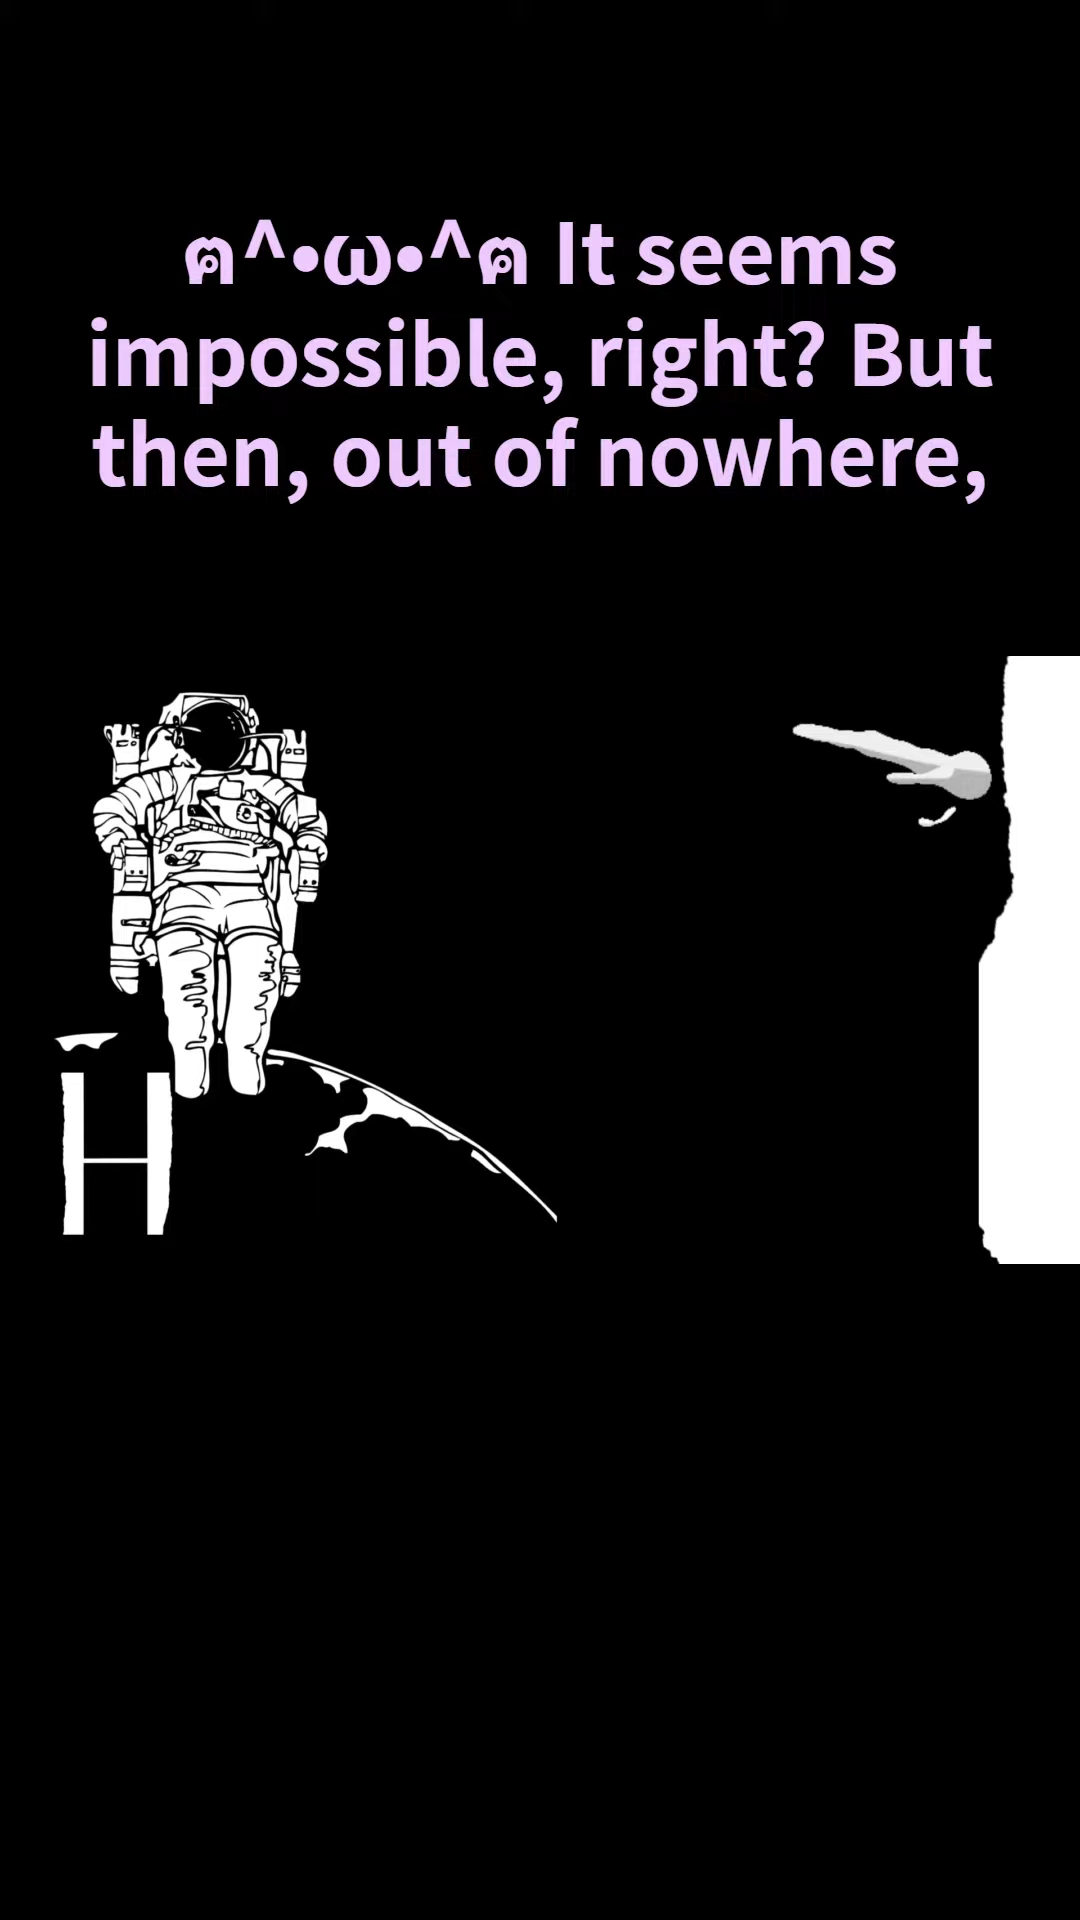 ฅ^•ω•^ฅ It seems
impossible, right? But
then, out of nowhere,
H